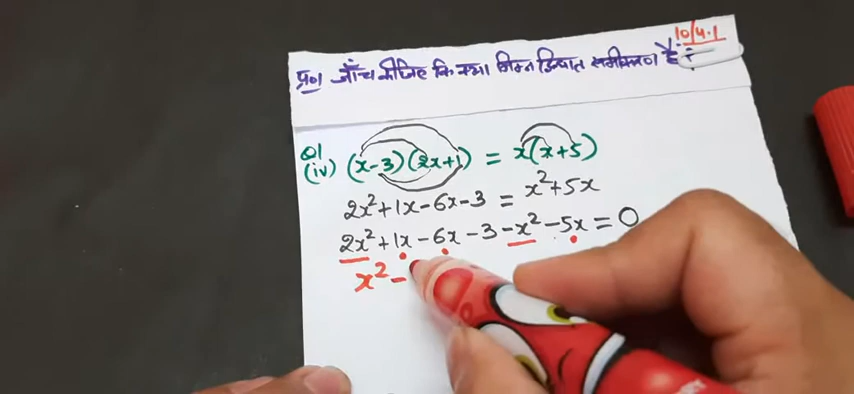 10/4.1
प्र०1 जाँच कीजिए कि क्या निम्न द्विघात समीकरण है :
Q1
(iv) (x-3)(2x+1) = x(x+5)
2x²+1x-6x-3 = x²+5x
2x²+1x-6x-3-x²-5x=0
x²-